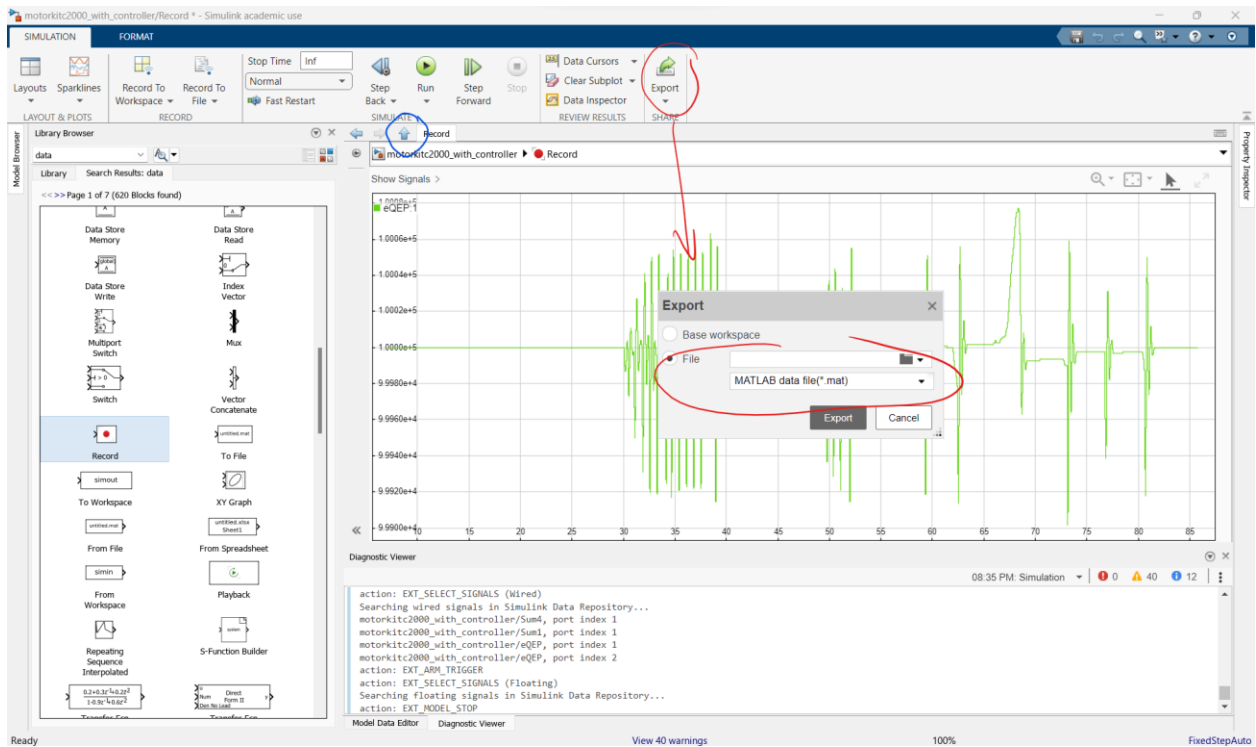 motorkitc2000_with_controller/Record * - Simulink academic use
SIMULATION
FORMAT
Layouts
Sparklines
Record To
Workspace
Record To
File
Stop Time
Inf
Normal
Fast Restart
Step
Back
Run
Step
Forward
Stop
Data Cursors
Clear Subplot
Data Inspector
Export
LAYOUT & PLOTS
RECORD
SIMULATE
REVIEW RESULTS
SHARE
Model Browser
Library Browser
data
Library
Search Results: data
<< >> Page 1 of 7 (620 Blocks found)
Data Store
Memory
Data Store
Read
Data Store
Write
Index
Vector
Multiport
Switch
Mux
Switch
Vector
Concatenate
Record
untitled.mat
To File
simout
To Workspace
XY Graph
untitled.mat
From File
untitled.xlsx
Sheet1
From Spreadsheet
simin
From
Workspace
Playback
Repeating
Sequence
Interpolated
system
S-Function Builder
Num
Den
Direct
Form II
Record
motorkitc2000_with_controller
Record
Show Signals
Property Inspector
eQEP:1
1.0006e+5
1.0004e+5
1.0002e+5
1.0000e+5
9.9980e+4
9.9960e+4
9.9940e+4
9.9920e+4
9.9900e+4
10 15 20 25 30 35 40 45 50 55 60 65 70 75 80 85
Export
Base workspace
File
MATLAB data file(*.mat)
Export
Cancel
Diagnostic Viewer
08:35 PM: Simulation
0
40
12
action: EXT_SELECT_SIGNALS (Wired)
Searching wired signals in Simulink Data Repository...
motorkitc2000_with_controller/Sum4, port index 1
motorkitc2000_with_controller/Sum1, port index 1
motorkitc2000_with_controller/eQEP, port index 1
motorkitc2000_with_controller/eQEP, port index 2
action: EXT_ARM_TRIGGER
action: EXT_SELECT_SIGNALS (Floating)
Searching floating signals in Simulink Data Repository...
action: EXT_MODEL_STOP
Model Data Editor
Diagnostic Viewer
Ready
View 40 warnings
100%
FixedStepAuto